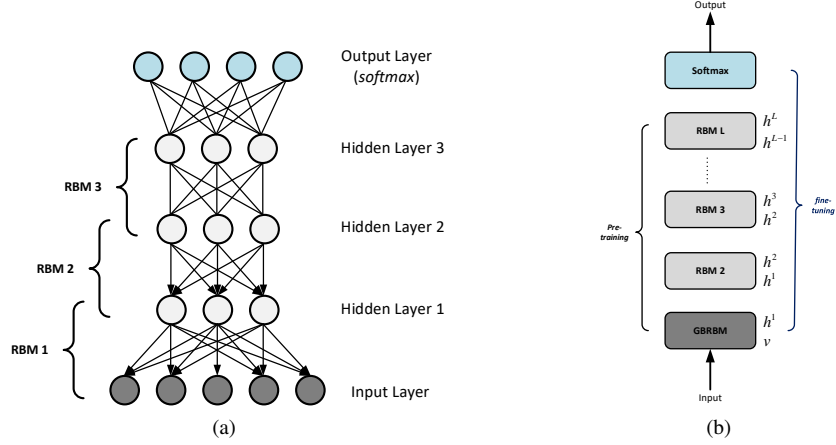 Output Layer
(softmax)
Hidden Layer 3
RBM 3
Hidden Layer 2
RBM 2
Hidden Layer 1
RBM 1
Input Layer
(a)
Output
Softmax
RBM L
h^L
h^{L-1}
RBM 3
h^3
h^2
Pre-
training
fine-
tuning
RBM 2
h^2
h^1
GBRBM
h^1
v
Input
(b)